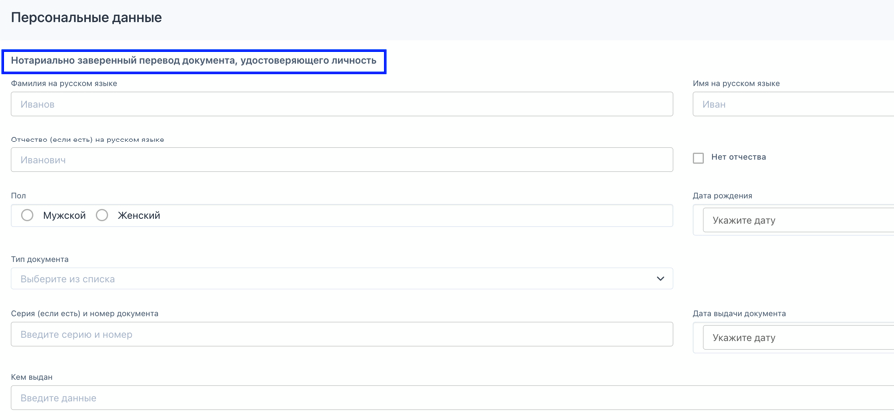 Персональные данные
Нотариально заверенный перевод документа, удостоверяющего личность
Фамилия на русском языке
Имя на русском языке
Иванов
Иван
Отчество (если есть) на русском языке
Иванович
Нет отчества
Пол
Дата рождения
Мужской Женский
Укажите дату
Тип документа
Выберите из списка
Серия (если есть) и номер документа
Дата выдачи документа
Введите серию и номер
Укажите дату
Кем выдан
Введите данные